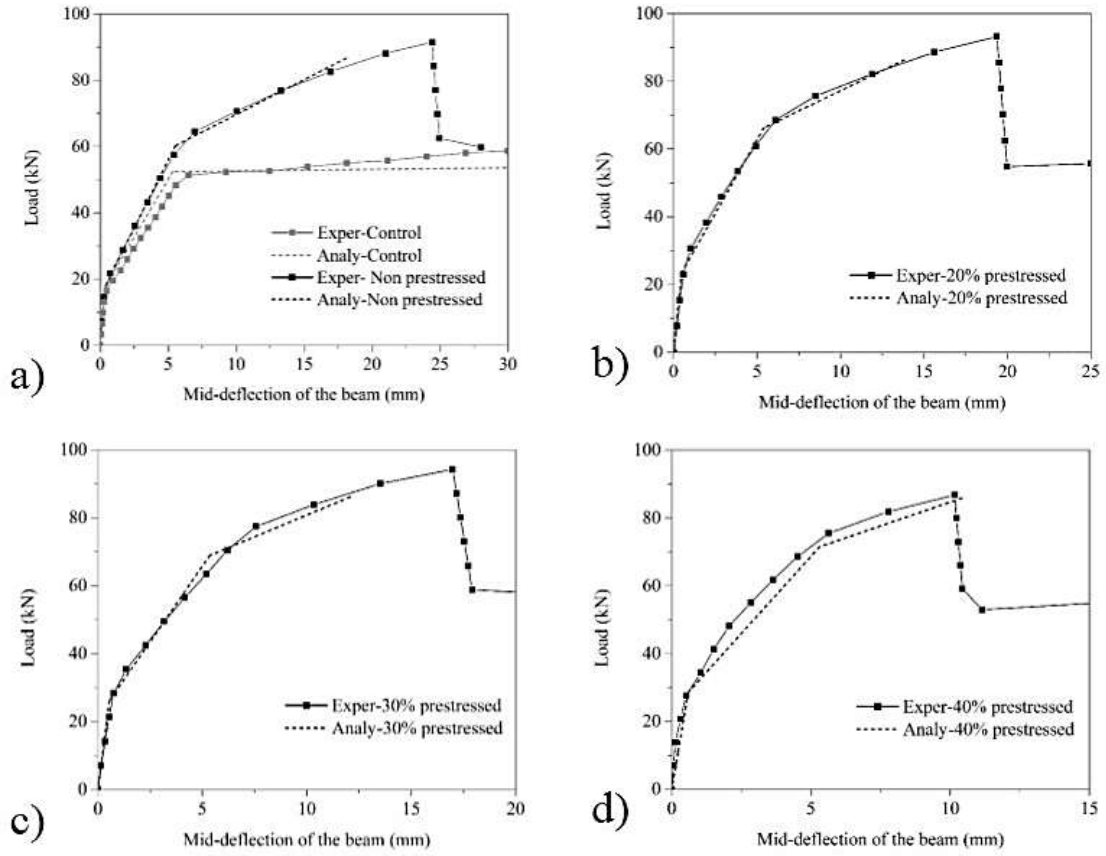 100
80
60
40
20
0
Load (kN)
0 5 10 15 20 25 30
Mid-deflection of the beam (mm)
Exper-Control
Analy-Control
Exper- Non prestressed
Analy-Non prestressed
a)
100
80
60
40
20
0
Load (kN)
0 5 10 15 20 25
Mid-deflection of the beam (mm)
Exper-20% prestressed
Analy-20% prestressed
b)
100
80
60
40
20
0
Load (kN)
0 5 10 15 20
Mid-deflection of the beam (mm)
Exper-30% prestressed
Analy-30% prestressed
c)
100
80
60
40
20
0
Load (kN)
0 5 10 15
Mid-deflection of the beam (mm)
Exper-40% prestressed
Analy-40% prestressed
d)